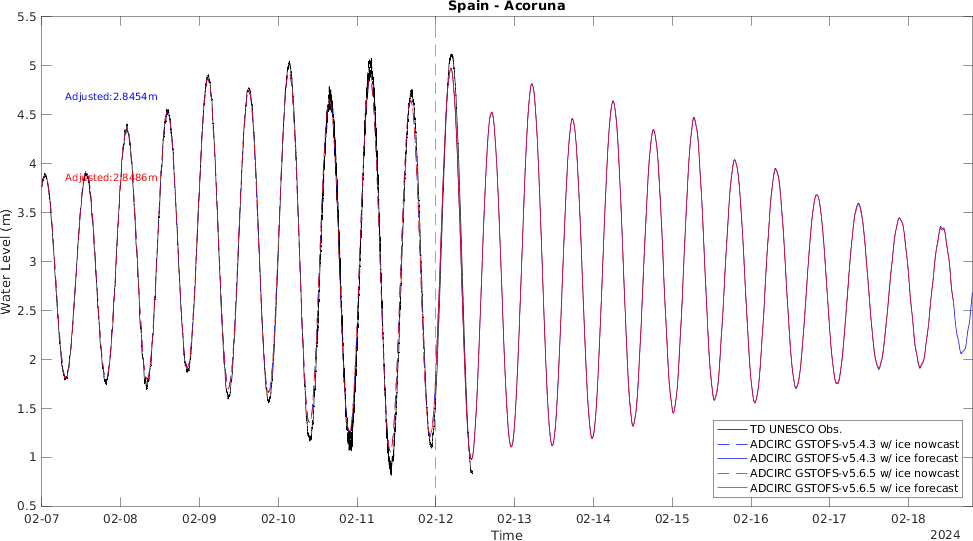 Spain - Acoruna
5.5
5
4.5
4
3.5
3
2.5
2
1.5
1
0.5
Water Level (m)
Adjusted:2.8454m
Adjusted:2.8486m
TD UNESCO Obs.
ADCIRC GSTOFS-v5.4.3 w/ ice nowcast
ADCIRC GSTOFS-v5.4.3 w/ ice forecast
ADCIRC GSTOFS-v5.6.5 w/ ice nowcast
ADCIRC GSTOFS-v5.6.5 w/ ice forecast
02-07 02-08 02-09 02-10 02-11 02-12 02-13 02-14 02-15 02-16 02-17 02-18
Time
2024